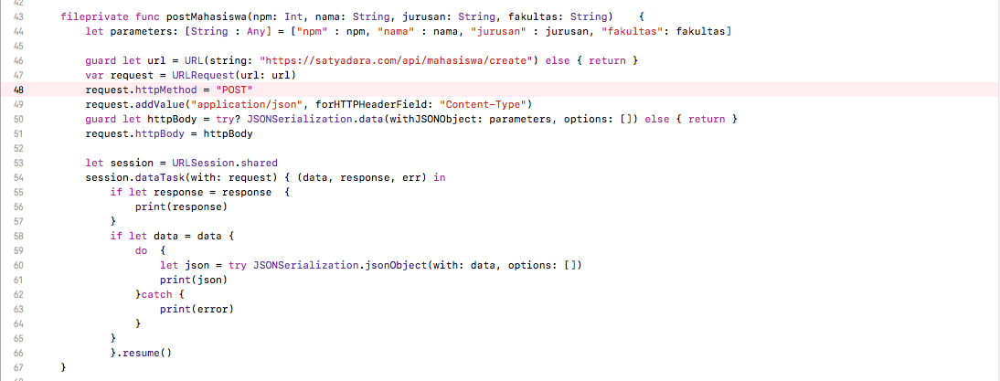 42
43 fileprivate func postMahasiswa(npm: Int, nama: String, jurusan: String, fakultas: String) {
44 let parameters: [String : Any] = ["npm" : npm, "nama" : nama, "jurusan" : jurusan, "fakultas": fakultas]
45
46 guard let url = URL(string: "https://satyadara.com/api/mahasiswa/create") else { return }
47 var request = URLRequest(url: url)
48 request.httpMethod = "POST"
49 request.addValue("application/json", forHTTPHeaderField: "Content-Type")
50 guard let httpBody = try? JSONSerialization.data(withJSONObject: parameters, options: []) else { return }
51 request.httpBody = httpBody
52
53 let session = URLSession.shared
54 session.dataTask(with: request) { (data, response, err) in
55 if let response = response {
56 print(response)
57 }
58 if let data = data {
59 do {
60 let json = try JSONSerialization.jsonObject(with: data, options: [])
61 print(json)
62 }catch {
63 print(error)
64 }
65 }
66 }.resume()
67 }